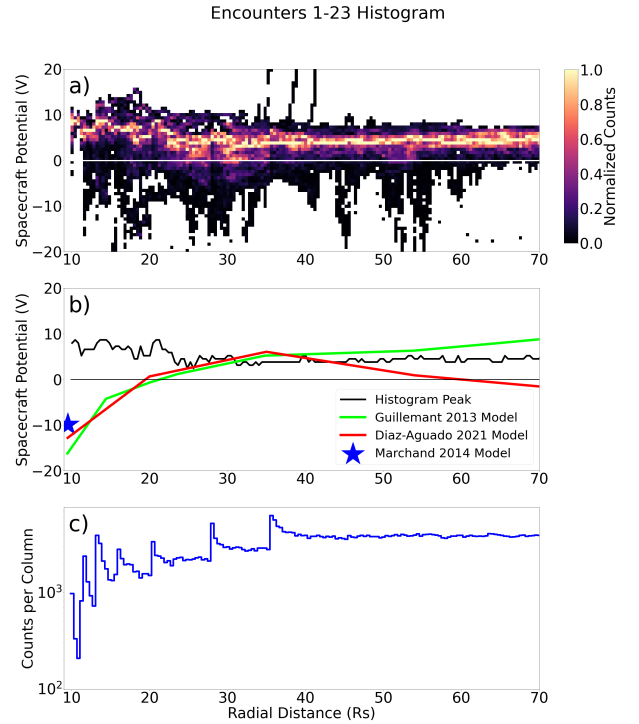 Encounters 1-23 Histogram
a)
Spacecraft Potential (V)
20
10
0
−10
−20
10 20 30 40 50 60 70
1.0
0.8
0.6
0.4
0.2
0.0
Normalized Counts
b)
Spacecraft Potential (V)
20
10
0
−10
−20
Histogram Peak
Guillemant 2013 Model
Diaz-Aguado 2021 Model
Marchand 2014 Model
10 20 30 40 50 60 70
c)
Counts per Column
10³
10²
10 20 30 40 50 60 70
Radial Distance (Rs)